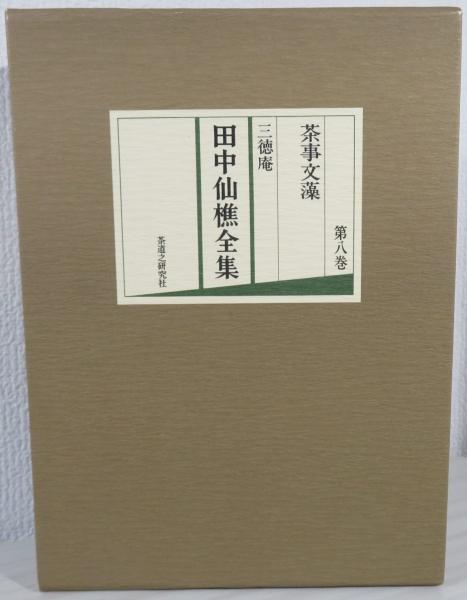 第八巻
茶事文藻
三徳庵
田中仙樵全集
茶道之研究社